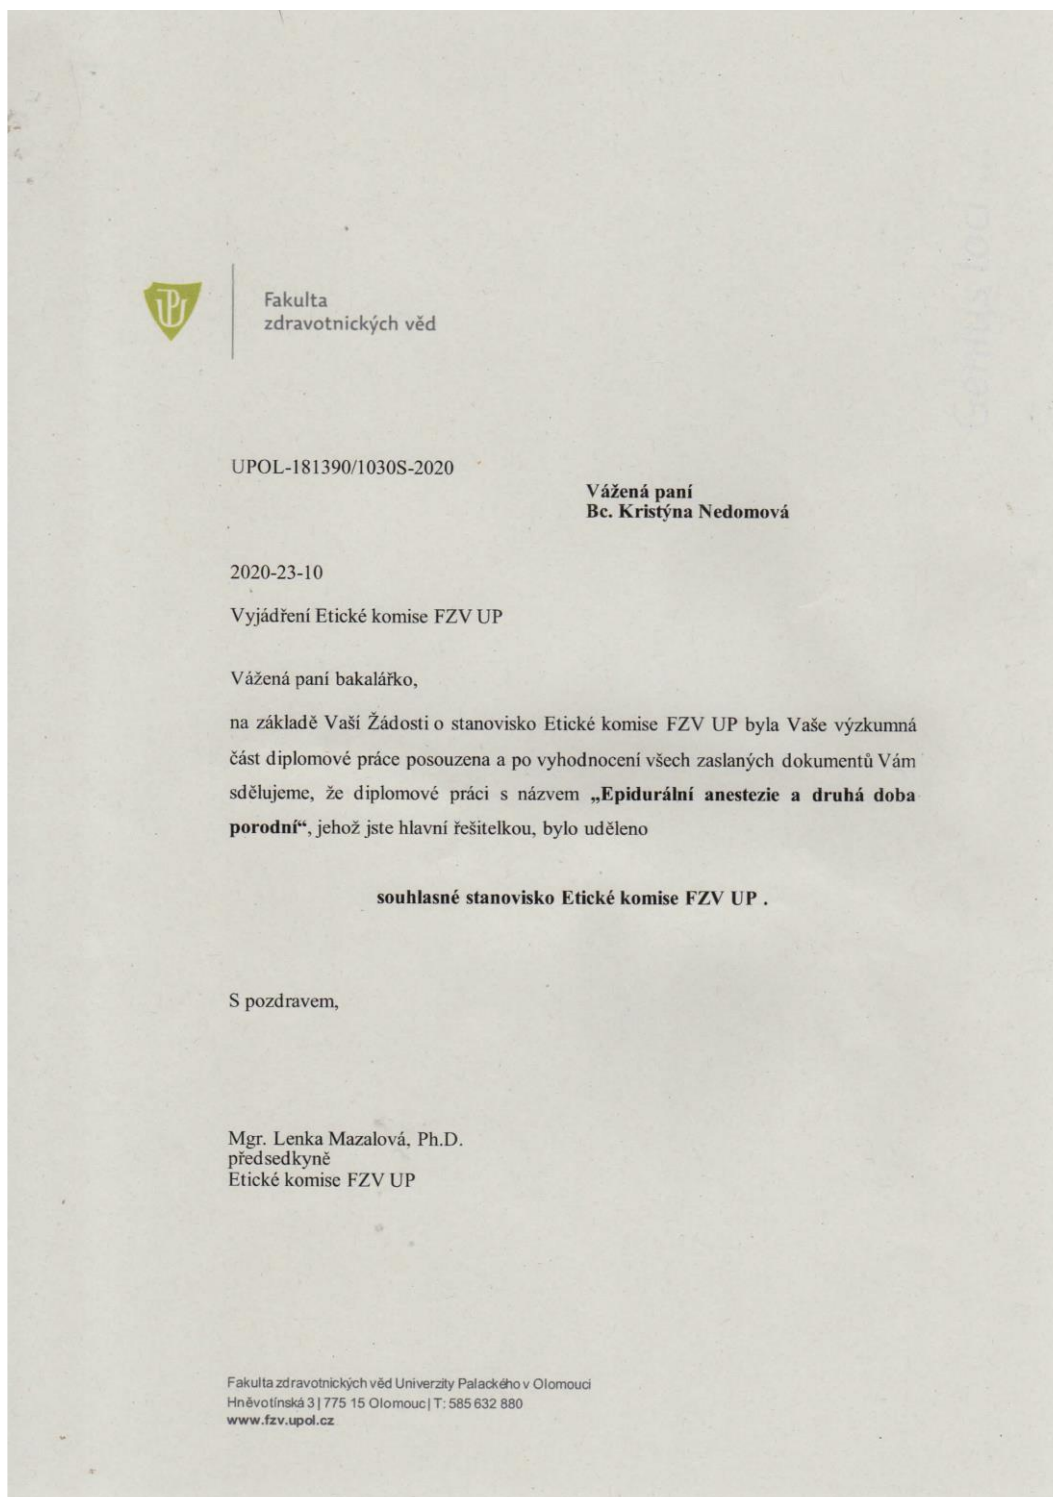 Fakulta
zdravotnických věd
UPOL-181390/1030S-2020
Vážená paní
Bc. Kristýna Nedomová
2020-23-10
Vyjádření Etické komise FZV UP
Vážená paní bakalářko,
na základě Vaší Žádosti o stanovisko Etické komise FZV UP byla Vaše výzkumná
část diplomové práce posouzena a po vyhodnocení všech zaslaných dokumentů Vám
sdělujeme, že diplomové práci s názvem „Epidurální anestezie a druhá doba
porodní“, jehož jste hlavní řešitelkou, bylo uděleno
souhlasné stanovisko Etické komise FZV UP .
S pozdravem,
Mgr. Lenka Mazalová, Ph.D.
předsedkyně
Etické komise FZV UP
Fakulta zdravotnických věd Univerzity Palackého v Olomouci
Hněvotínská 3 | 775 15 Olomouc | T: 585 632 880
www.fzv.upol.cz